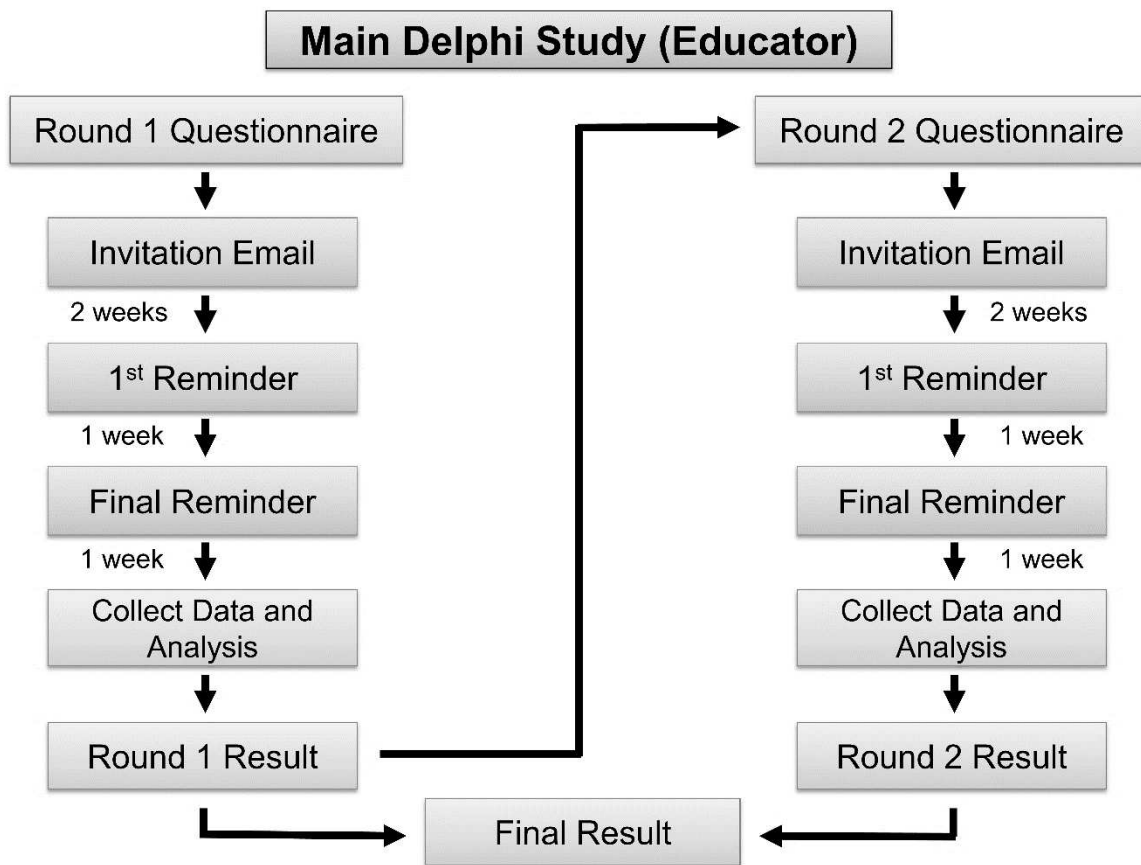 Main Delphi Study (Educator)
Round 1 Questionnaire
Invitation Email
2 weeks
1st Reminder
1 week
Final Reminder
1 week
Collect Data and
Analysis
Round 1 Result
Round 2 Questionnaire
Invitation Email
2 weeks
1st Reminder
1 week
Final Reminder
1 week
Collect Data and
Analysis
Round 2 Result
Final Result